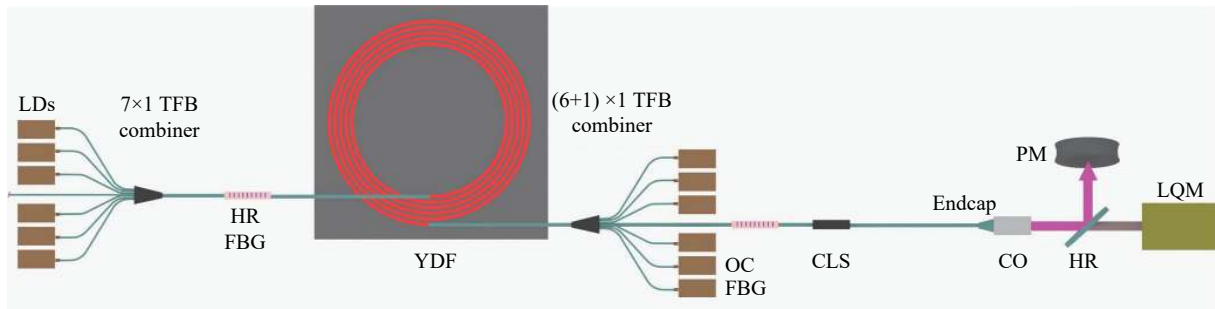 LDs
7×1 TFB
combiner
HR
FBG
YDF
(6+1) ×1 TFB
combiner
OC
FBG
CLS
Endcap
CO
PM
HR
LQM